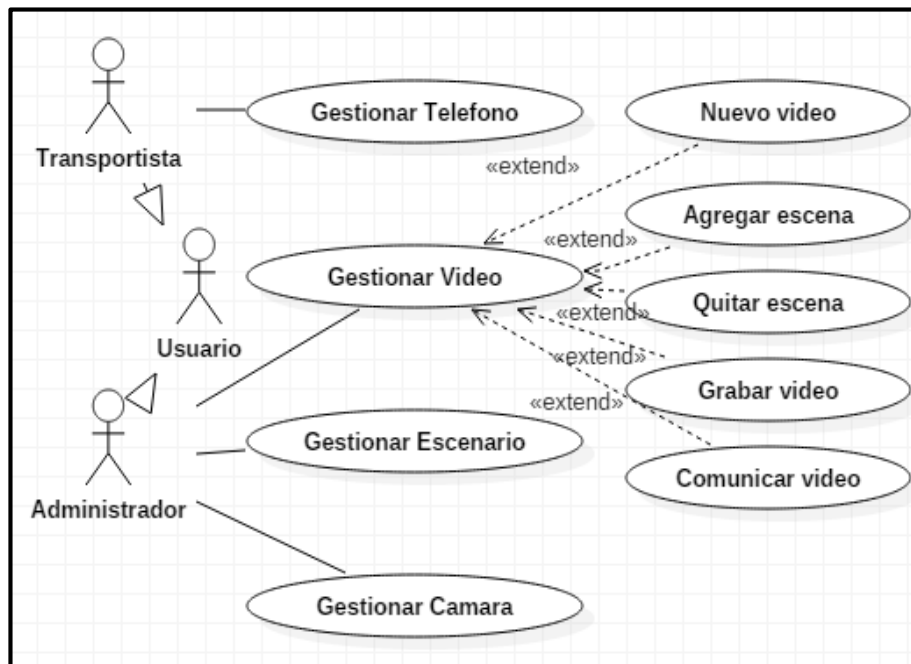 Transportista
Gestionar Telefono
Nuevo video
«extend»
Agregar escena
«extend»
Usuario
Gestionar Video
Quitar escena
«extend»
«extend»
Grabar video
«extend»
Administrador
Gestionar Escenario
Comunicar video
Gestionar Camara